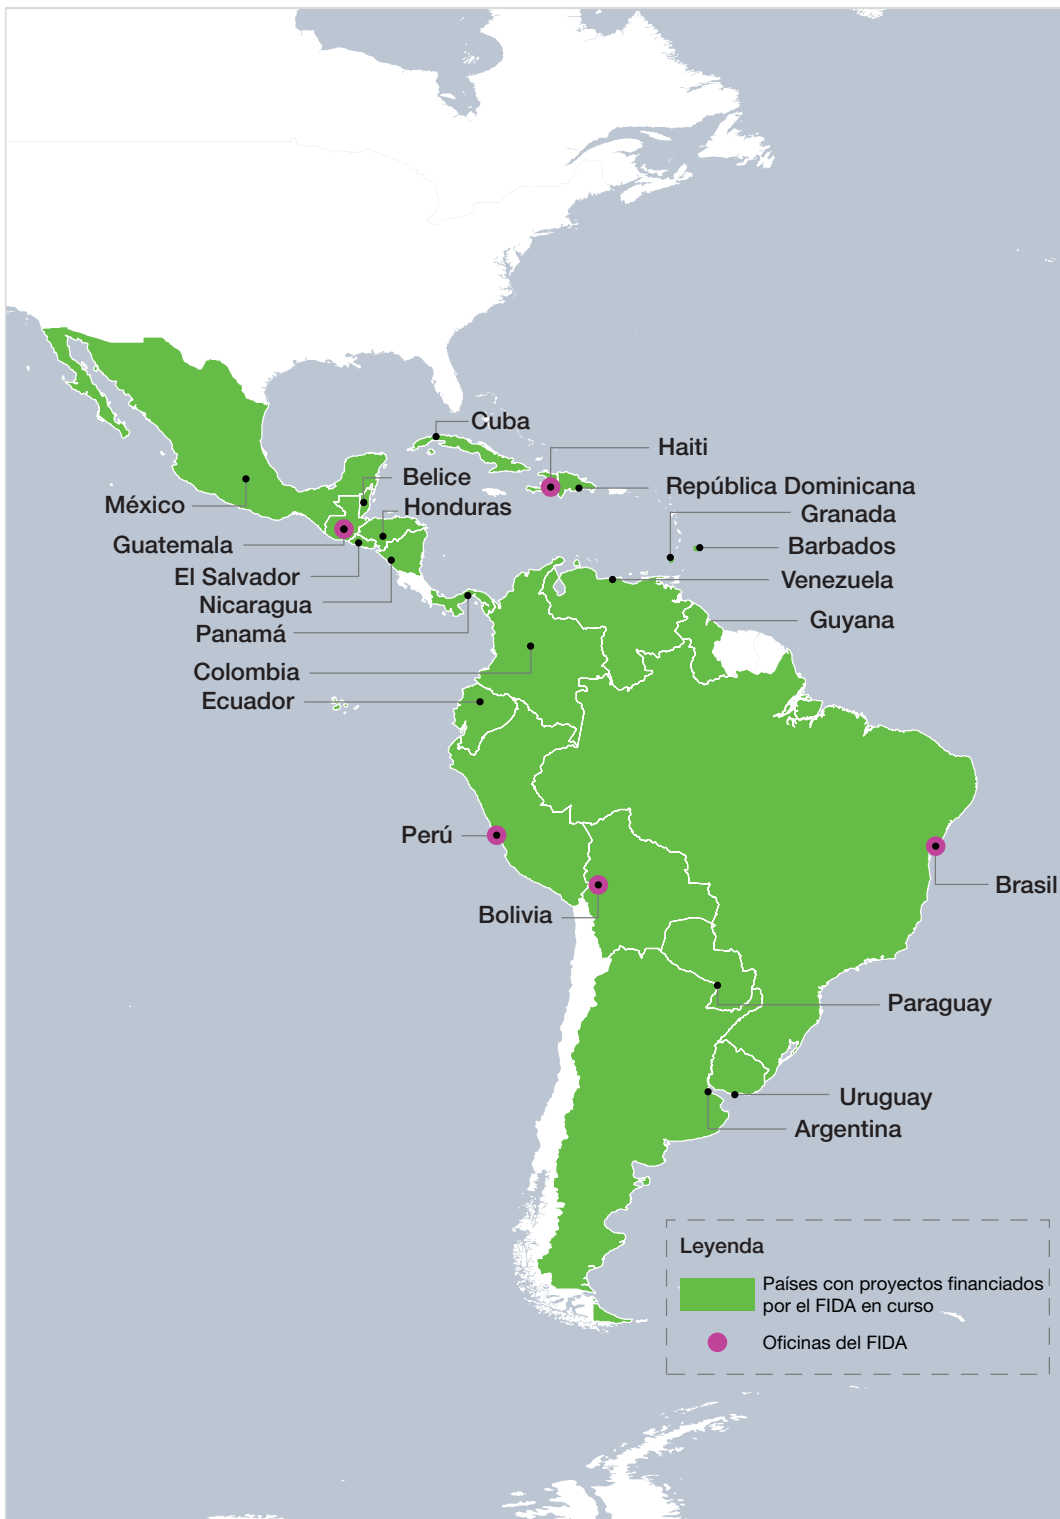 Cuba
Haiti
Belice
República Dominicana
México
Honduras
Granada
Guatemala
Barbados
El Salvador
Venezuela
Nicaragua
Guyana
Panamá
Colombia
Ecuador
Perú
Brasil
Bolivia
Paraguay
Uruguay
Argentina
Leyenda
Países con proyectos financiados
por el FIDA en curso
Oficinas del FIDA